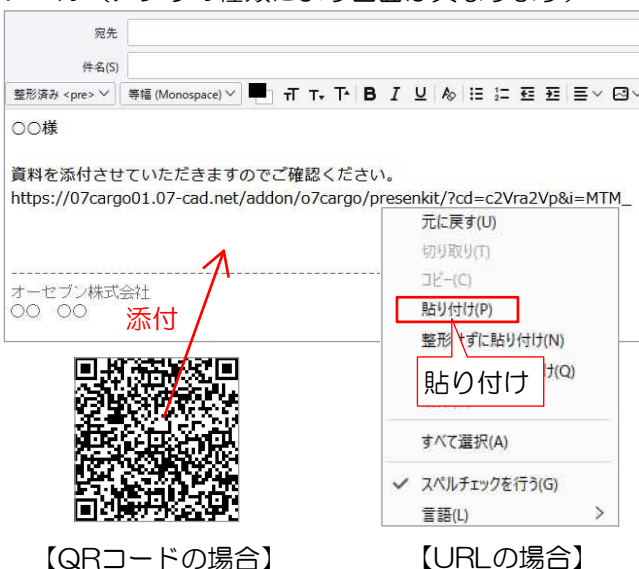 宛先
件名(S)
整形済み <pre> 等幅 (Monospace)
○○様
資料を添付させていただきますのでご確認ください。
https://07cargo01.07-cad.net/addon/o7cargo/presenkit/?cd=c2Vra2Vp&i=MTM_
元に戻す(U)
切り取り(T)
コピー(C)
貼り付け(P)
整形せずに貼り付け(N)
け(Q)
貼り付け
すべて選択(A)
スペルチェックを行う(G)
言語(L)
オーセブン株式会社
○○ ○○
添付
【QRコードの場合】
【URLの場合】